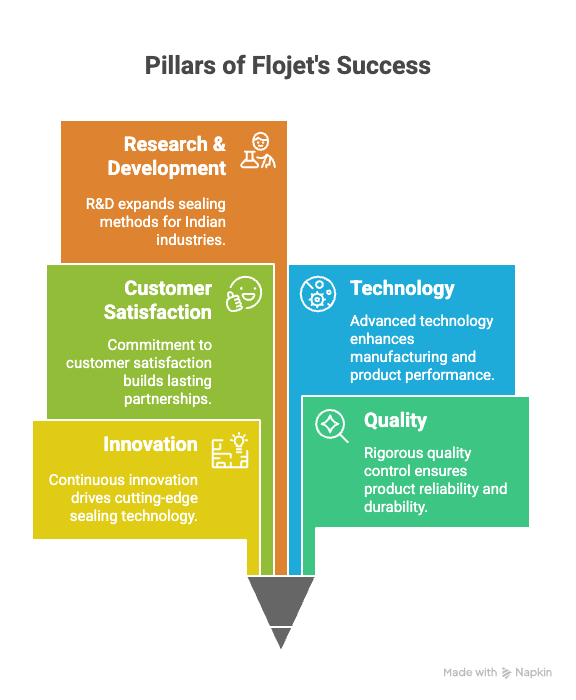 Pillars of Flojet's Success
Research &
Development
R&D expands sealing
methods for Indian
industries.
Customer
Satisfaction
Commitment to
customer satisfaction
builds lasting
partnerships.
Technology
Advanced technology
enhances
manufacturing and
product performance.
Innovation
Continuous innovation
drives cutting-edge
sealing technology.
Quality
Rigorous quality
control ensures
product reliability and
durability.
Made with Napkin